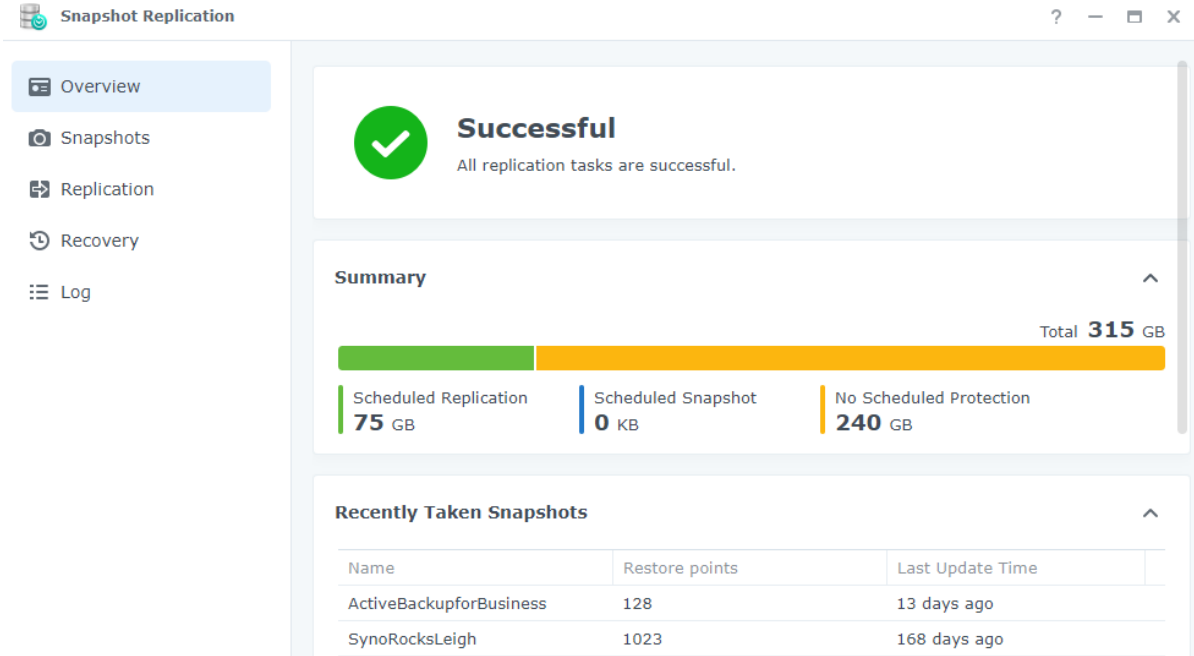 Snapshot Replication
?
Overview
Snapshots
Replication
Recovery
Log
Successful
All replication tasks are successful.
Summary
Total 315 GB
Scheduled Replication
75 GB
Scheduled Snapshot
0 KB
No Scheduled Protection
240 GB
Recently Taken Snapshots
Name Restore points Last Update Time
ActiveBackupforBusiness 128 13 days ago
SynoRocksLeigh 1023 168 days ago